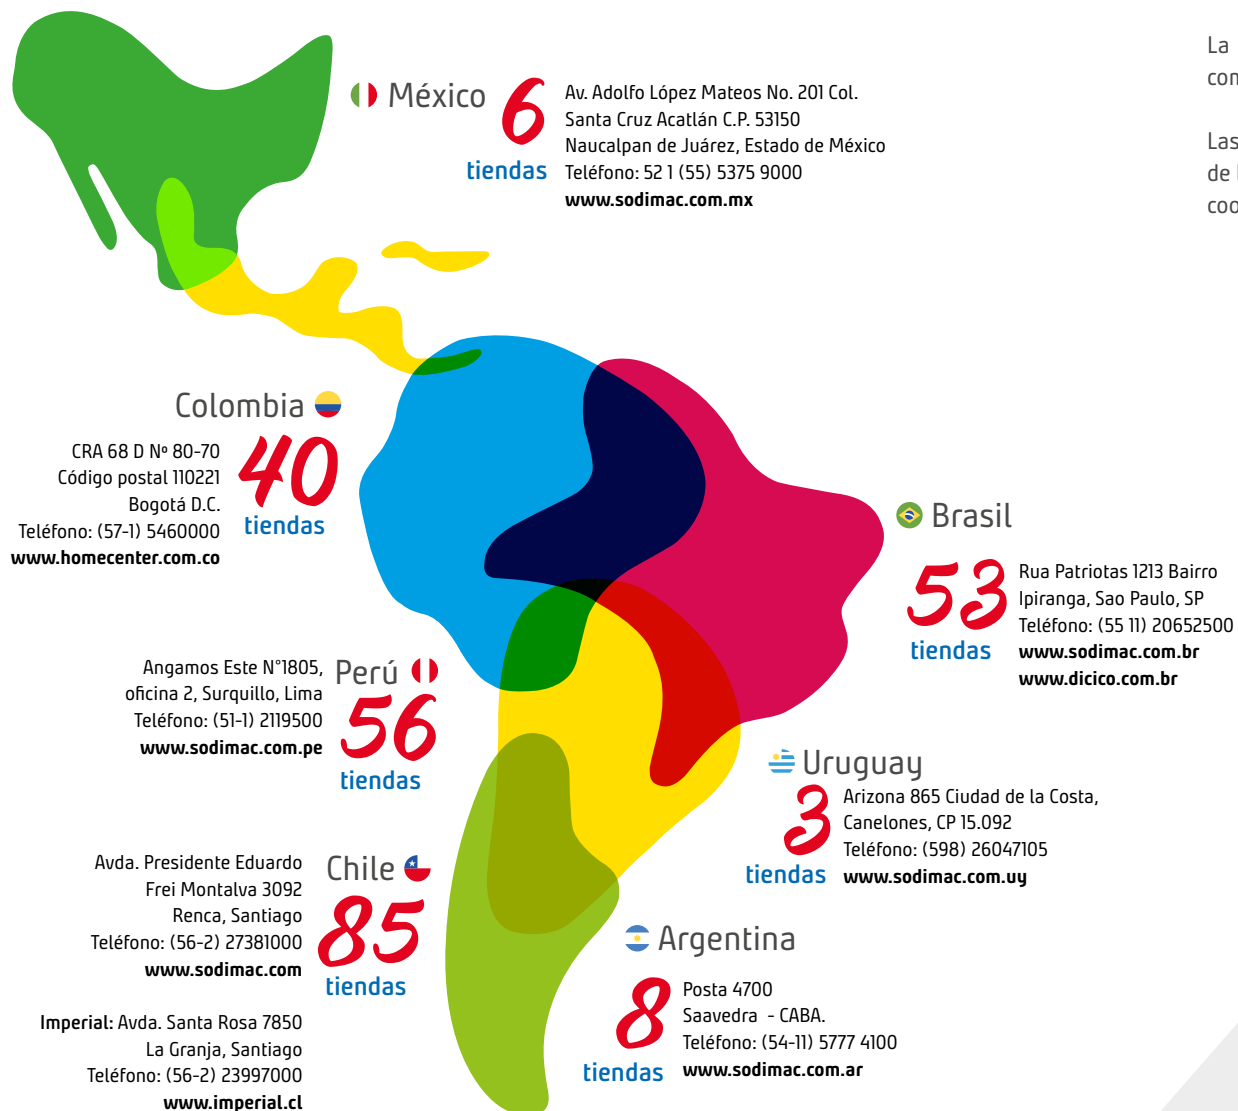 La
México
6
tiendas
Av. Adolfo López Mateos No. 201 Col.
Santa Cruz Acatlán C.P. 53150
Naucalpan de Juárez, Estado de México
Teléfono: 52 1 (55) 5375 9000
www.sodimac.com.mx
Las
Colombia
40
tiendas
CRA 68 D Nº 80-70
Código postal 110221
Bogotá D.C.
Teléfono: (57-1) 5460000
www.homecenter.com.co
Brasil
53
tiendas
Rua Patriotas 1213 Bairro
Ipiranga, Sao Paulo, SP
Teléfono: (55 11) 20652500
www.sodimac.com.br
www.dicico.com.br
Perú
56
tiendas
Angamos Este N°1805,
oficina 2, Surquillo, Lima
Teléfono: (51-1) 2119500
www.sodimac.com.pe
Uruguay
3
tiendas
Arizona 865 Ciudad de la Costa,
Canelones, CP 15.092
Teléfono: (598) 26047105
www.sodimac.com.uy
Chile
85
tiendas
Avda. Presidente Eduardo
Frei Montalva 3092
Renca, Santiago
Teléfono: (56-2) 27381000
www.sodimac.com
Imperial: Avda. Santa Rosa 7850
La Granja, Santiago
Teléfono: (56-2) 23997000
www.imperial.cl
Argentina
8
tiendas
Posta 4700
Saavedra - CABA.
Teléfono: (54-11) 5777 4100
www.sodimac.com.ar